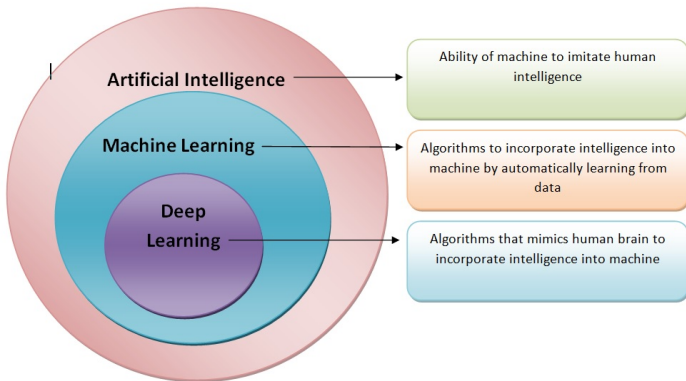 Artificial Intelligence
Ability of machine to imitate human
intelligence
Machine Learning
Algorithms to incorporate intelligence into
machine by automatically learning from
data
Deep
Learning
Algorithms that mimics human brain to
incorporate intelligence into machine